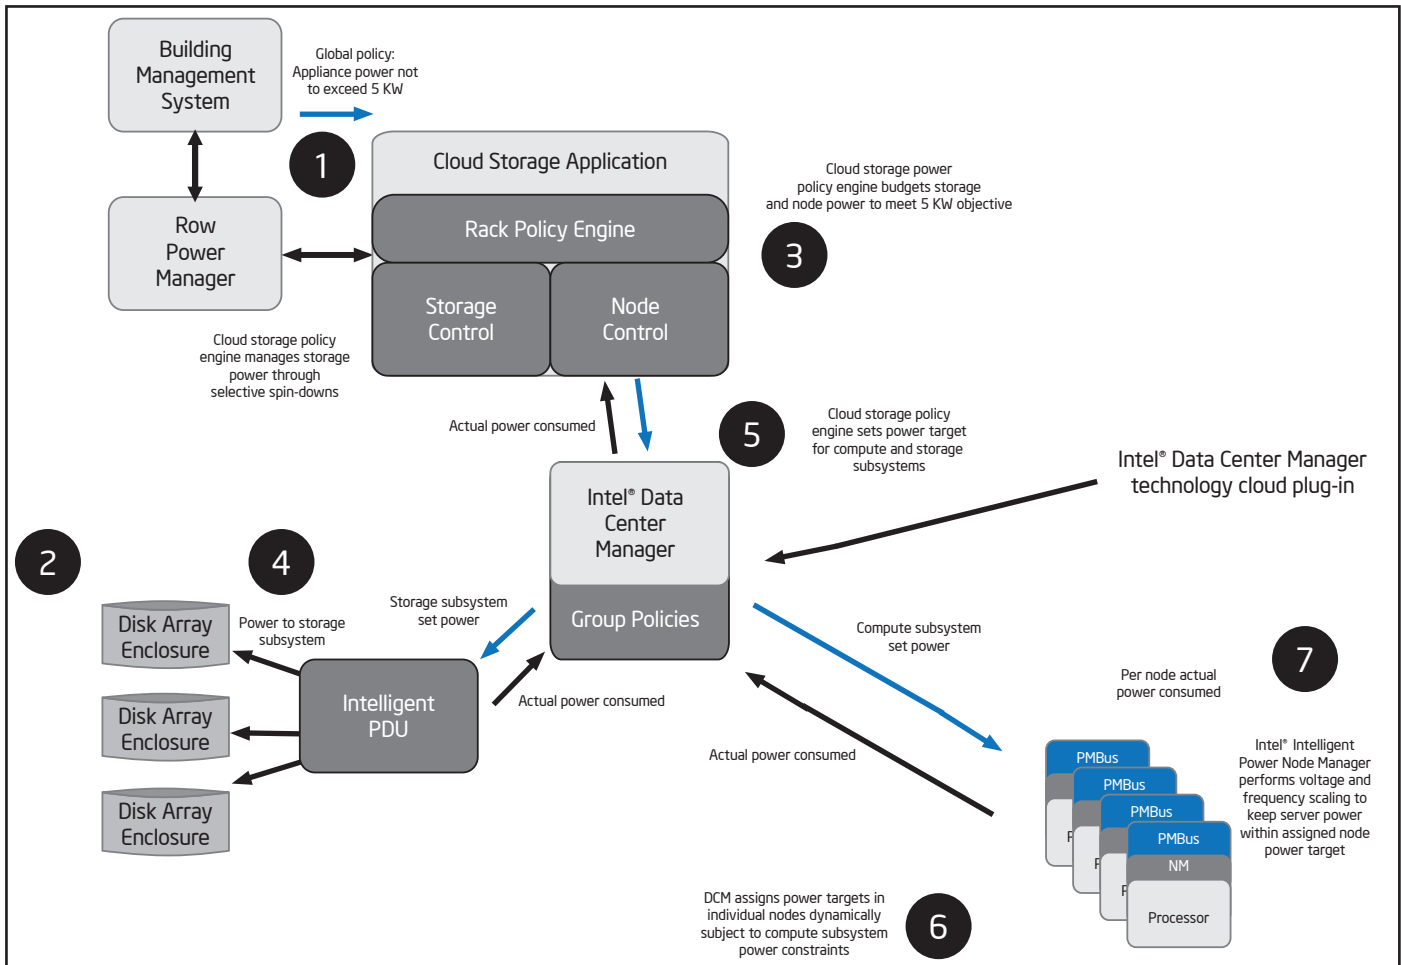 Building
Management
System
Global policy:
Appliance power not
to exceed 5 KW
1
Cloud Storage Application
Rack Policy Engine
Storage
Control
Node
Control
Row
Power
Manager
Cloud storage power
policy engine budgets storage
and node power to meet 5 KW objective
3
Cloud storage policy
engine manages storage
power through
selective spin-downs
Actual power consumed
5
Cloud storage policy
engine sets power target
for compute and storage
subsystems
Intel® Data Center Manager
technology cloud plug-in
Intel® Data
Center
Manager
Group Policies
2
4
Disk Array
Enclosure
Power to storage
subsystem
Storage subsystem
set power
Intelligent
PDU
Actual power consumed
Disk Array
Enclosure
Disk Array
Enclosure
Compute subsystem
set power
Actual power consumed
Per node actual
power consumed
7
Intel® Intelligent
Power Node Manager
performs voltage and
frequency scaling to
keep server power
within assigned node
power target
PMBus
PMBus
PMBus
PMBus
NM
Processor
DCM assigns power targets in
individual nodes dynamically
subject to compute subsystem
power constraints
6